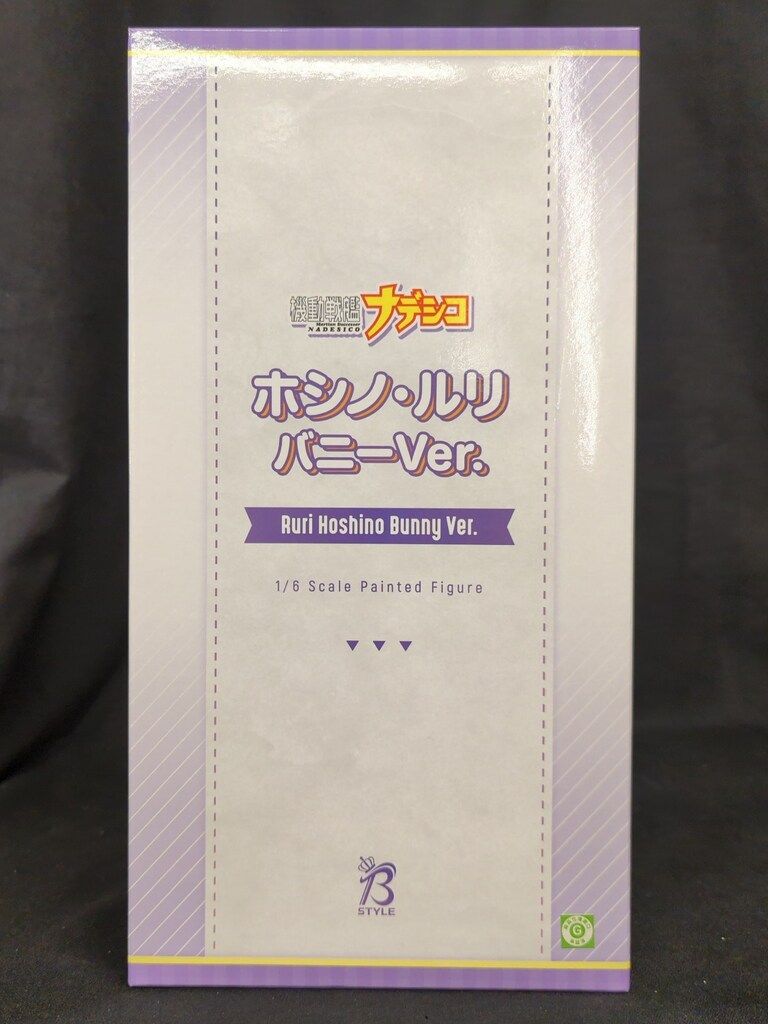 機動戦艦ナデシコ
Martian Successor
NADESICO
ホシノ・ルリ
バニーVer.
Ruri Hoshino Bunny Ver.
1/6 Scale Painted Figure
B
STYLE
G